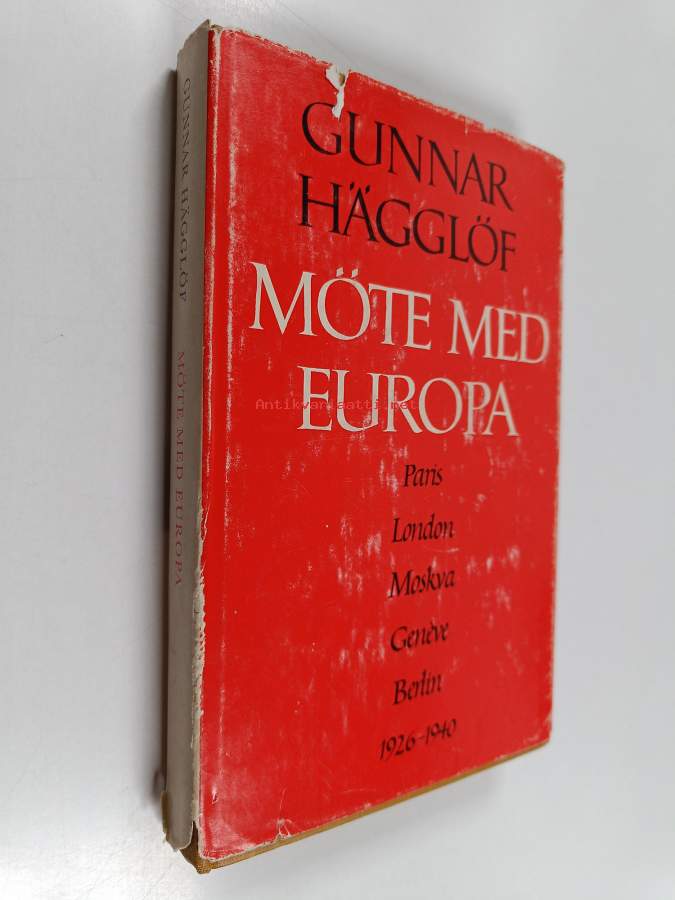 GUNNAR HÄGGLÖF MÖTE MED EUROPA
GUNNAR
HÄGGLÖF
MÖTE MED
EUROPA
Antikvariaatti.net
Paris
London
Moskva
Genève
Berlin
1926-1940